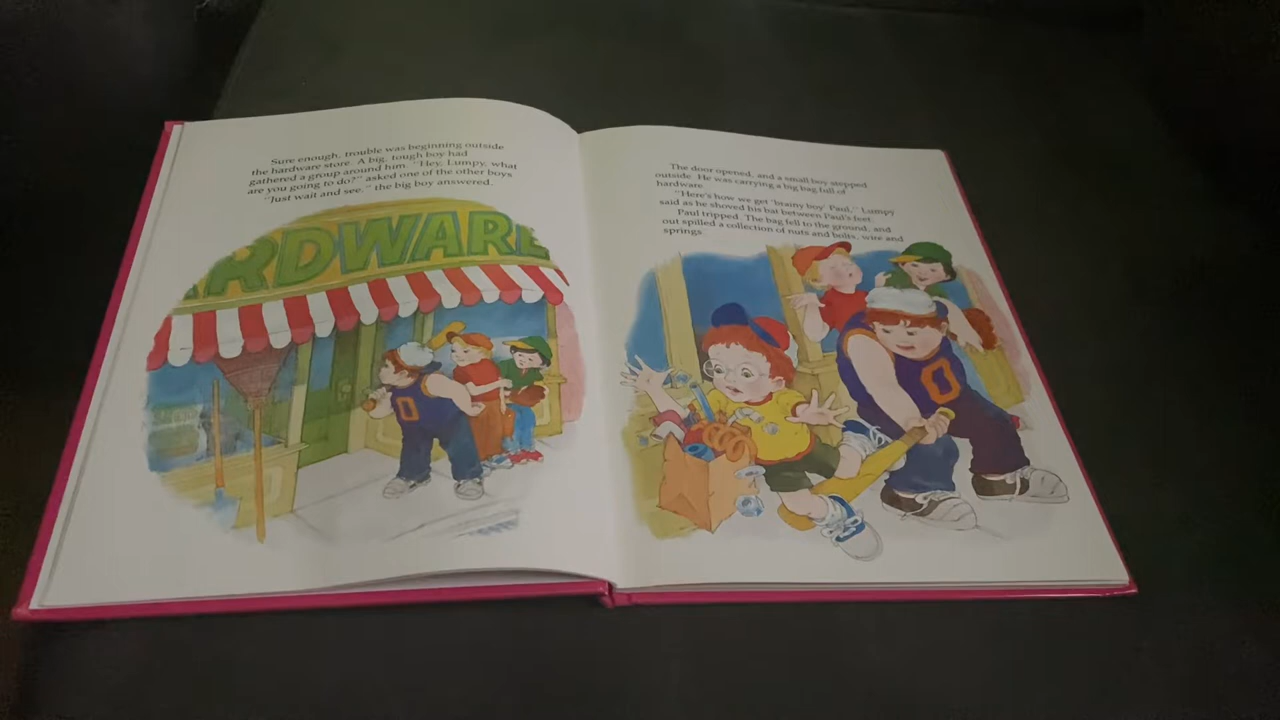 Sure enough, trouble was beginning outside
the hardware store. A big, tough boy had
gathered a group around him. "Hey, Lumpy, what
are you going to do?" asked one of the other boys
"Just wait and see," the big boy answered.
ARDWARE
0
The door opened, and a small boy stepped
outside. He was carrying a big bag full of
hardware.
"Here's how we get 'brainy boy' Paul," Lumpy
said as he shoved his bat between Paul's feet.
Paul tripped. The bag fell to the ground, and
out spilled a collection of nuts and bolts, wire and
springs.
0